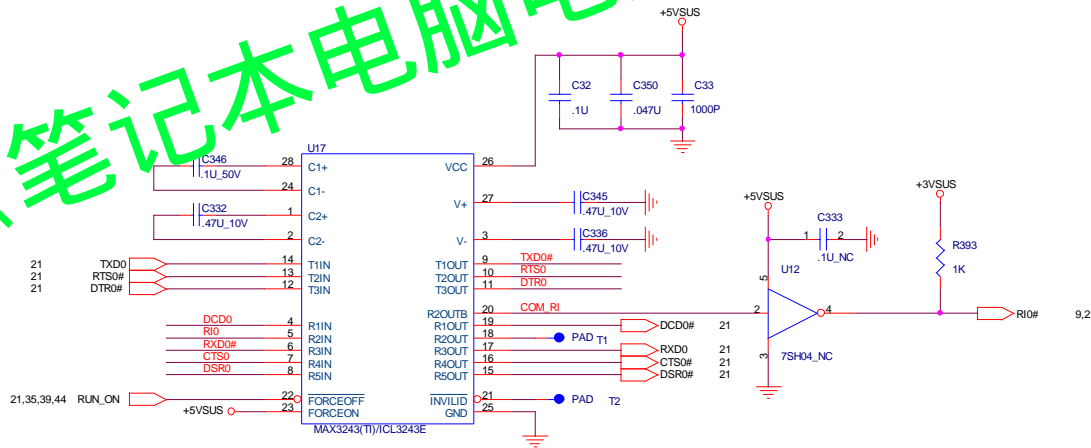 笔记本电脑
+5VSUS
C32
.1U
C350
.047U
C33
1000P
U17
C346
.1U_50V
28 C1+
24 C1-
C332
.47U_10V
1 C2+
2 C2-
VCC 26
V+ 27
C345
.47U_10V
V- 3
C336
.47U_10V
21 TXD0 14 T1IN
21 RTS0# 13 T2IN
21 DTR0# 12 T3IN
T1OUT 9 TXD0#
T2OUT 10 RTS0
T3OUT 11 DTR0
R2OUTB 20 COM_RI
DCD0 4 R1IN
RI0 5 R2IN
RXD0# 6 R3IN
CTS0 7 R4IN
DSR0 8 R5IN
R1OUT 19 DCD0# 21
R2OUT 18 PAD T1
R3OUT 17 RXD0 21
R4OUT 16 CTS0# 21
R5OUT 15 DSR0# 21
21,35,39,44 RUN_ON 22 FORCEOFF
+5VSUS 23 FORCEON
INVILID 21 PAD T2
GND 25
MAX3243(TI)/ICL3243E
+5VSUS
C333
1 2
.1U_NC
U12
5
2 4
3
7SH04_NC
+3VSUS
R393
1K
RI0# 9,2